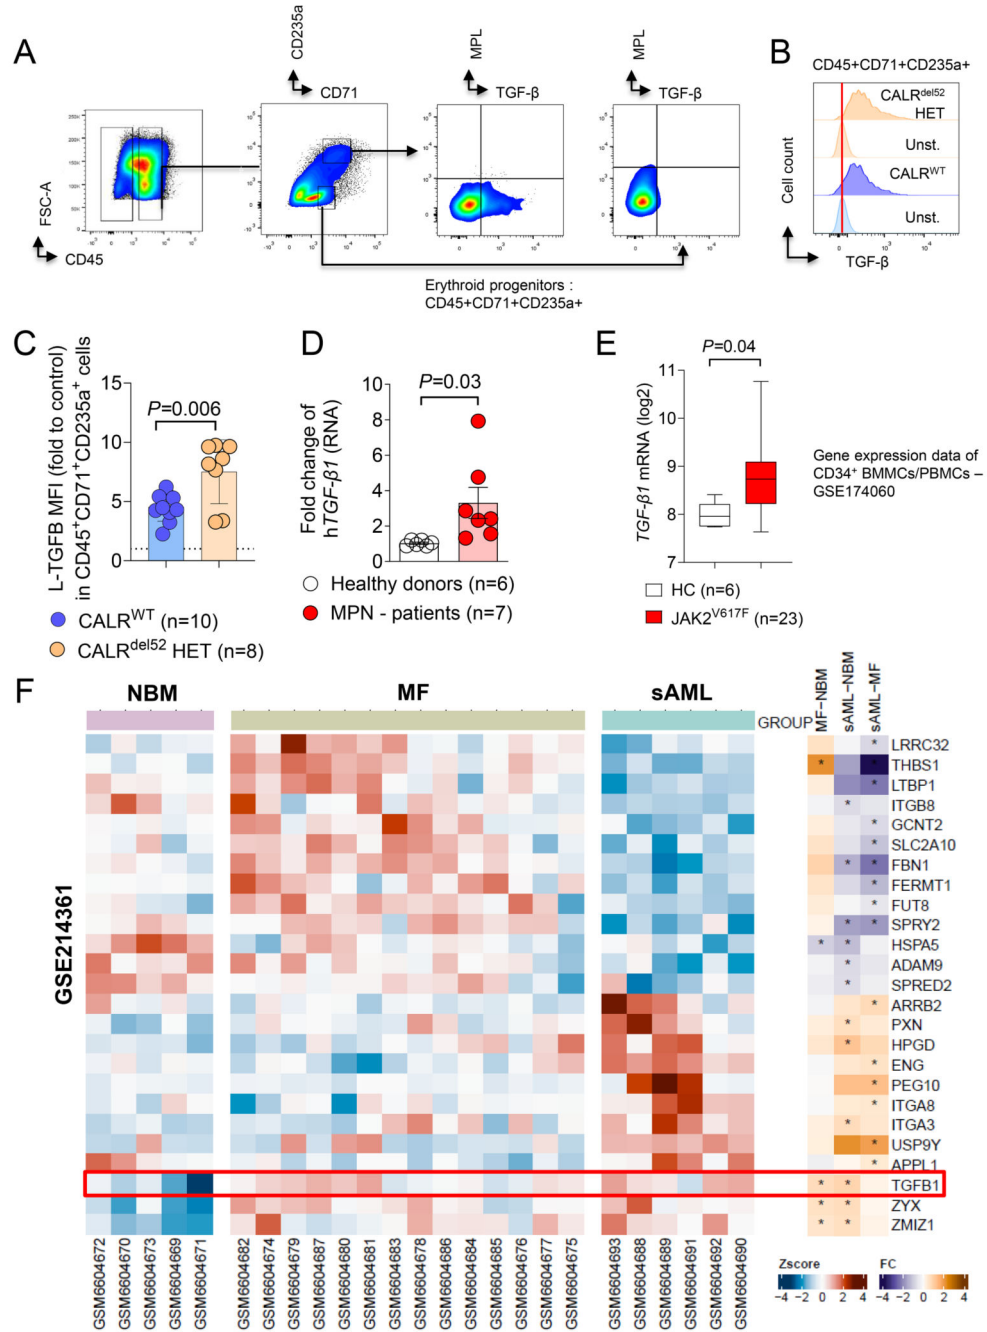 A
CD235a
CD71
MPL
TGF-β
MPL
TGF-β
FSC-A
CD45
Erythroid progenitors :
CD45+CD71+CD235a+
B
CD45+CD71+CD235a+
CALRdel52
HET
Unst.
CALRWT
Unst.
Cell count
TGF-β
C
L-TGFB MFI (fold to control)
in CD45+CD71+CD235a+ cells
15
10
5
0
P=0.006
CALRWT (n=10)
CALRdel52 HET (n=8)
D
Fold change of
hTGF-β1 (RNA)
10
8
6
4
2
0
P=0.03
Healthy donors (n=6)
MPN - patients (n=7)
E
TGF-β1 mRNA (log2)
11
10
9
8
7
P=0.04
HC (n=6)
JAK2V617F (n=23)
Gene expression data of
CD34+ BMMCs/PBMCs –
GSE174060
F
NBM
MF
sAML
GROUP
MF−NBM
sAML−NBM
sAML−MF
GSE214361
* LRRC32
* * THBS1
* LTBP1
* ITGB8
* GCNT2
* SLC2A10
* * FBN1
* FERMT1
* FUT8
* * SPRY2
* * HSPA5
* ADAM9
* SPRED2
* ARRB2
* PXN
* HPGD
* ENG
* PEG10
* ITGA8
* ITGA3
* USP9Y
* APPL1
* * TGFB1
* * ZYX
* * ZMIZ1
GSM6604672
GSM6604670
GSM6604673
GSM6604669
GSM6604671
GSM6604682
GSM6604674
GSM6604679
GSM6604687
GSM6604680
GSM6604681
GSM6604683
GSM6604678
GSM6604686
GSM6604684
GSM6604685
GSM6604676
GSM6604677
GSM6604675
GSM6604693
GSM6604688
GSM6604689
GSM6604691
GSM6604692
GSM6604690
Zscore
−4 −2 0 2 4
FC
−4 −2 0 2 4